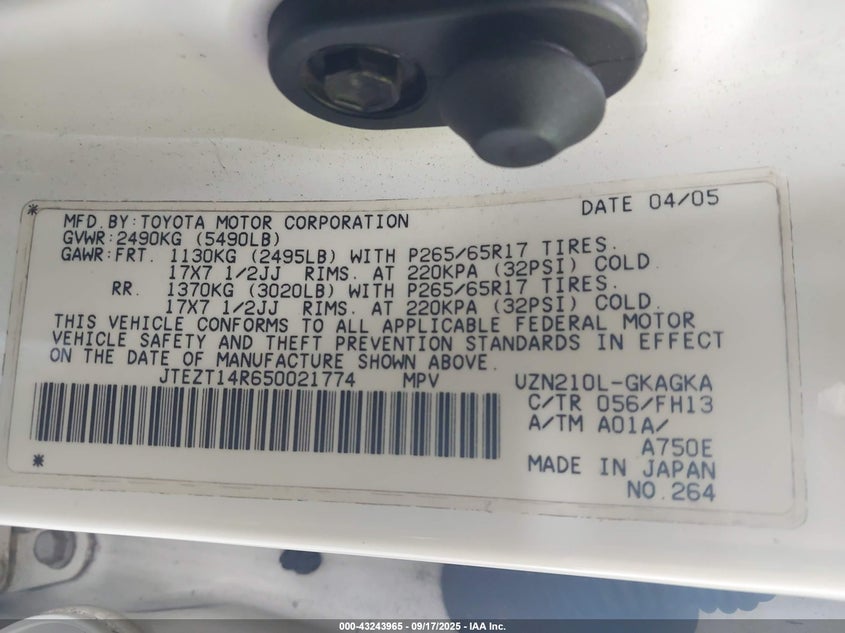 DATE 04/05
MFD.BY:TOYOTA MOTOR CORPORATION
GVWR:2490KG (5490LB)
GAWR:FRT. 1130KG (2495LB) WITH P265/65R17 TIRES.
17X7 1/2JJ RIMS. AT 220KPA (32PSI) COLD.
RR. 1370KG (3020LB) WITH P265/65R17 TIRES.
17X7 1/2JJ RIMS. AT 220KPA (32PSI) COLD.
THIS VEHICLE CONFORMS TO ALL APPLICABLE FEDERAL MOTOR
VEHICLE SAFETY AND THEFT PREVENTION STANDARDS IN EFFECT
ON THE DATE OF MANUFACTURE SHOWN ABOVE.
JTEZT14R650021774 MPV UZN210L-GKAGKA
C/TR 056/FH13
A/TM A01A/
A750E
MADE IN JAPAN
NO.264
000-43243965 - 09/17/2025 - IAA Inc.